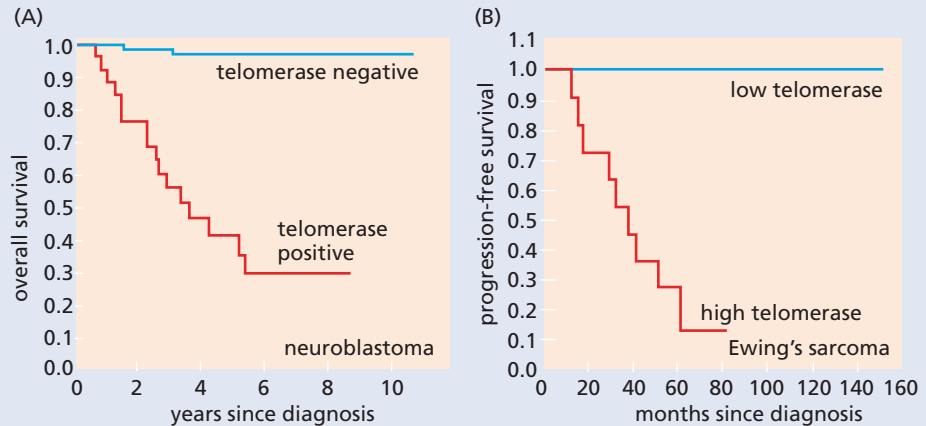 (A)
overall survival
1.0
0.9
0.8
0.7
0.6
0.5
0.4
0.3
0.2
0.1
0.0
telomerase negative
telomerase
positive
neuroblastoma
0
2
4
6
8
10
years since diagnosis
(B)
progression-free survival
1.1
1.0
0.9
0.8
0.7
0.6
0.5
0.4
0.3
0.2
0.1
0.0
low telomerase
high telomerase
Ewing's sarcoma
0
20
40
60
80
100
120
140
160
months since diagnosis